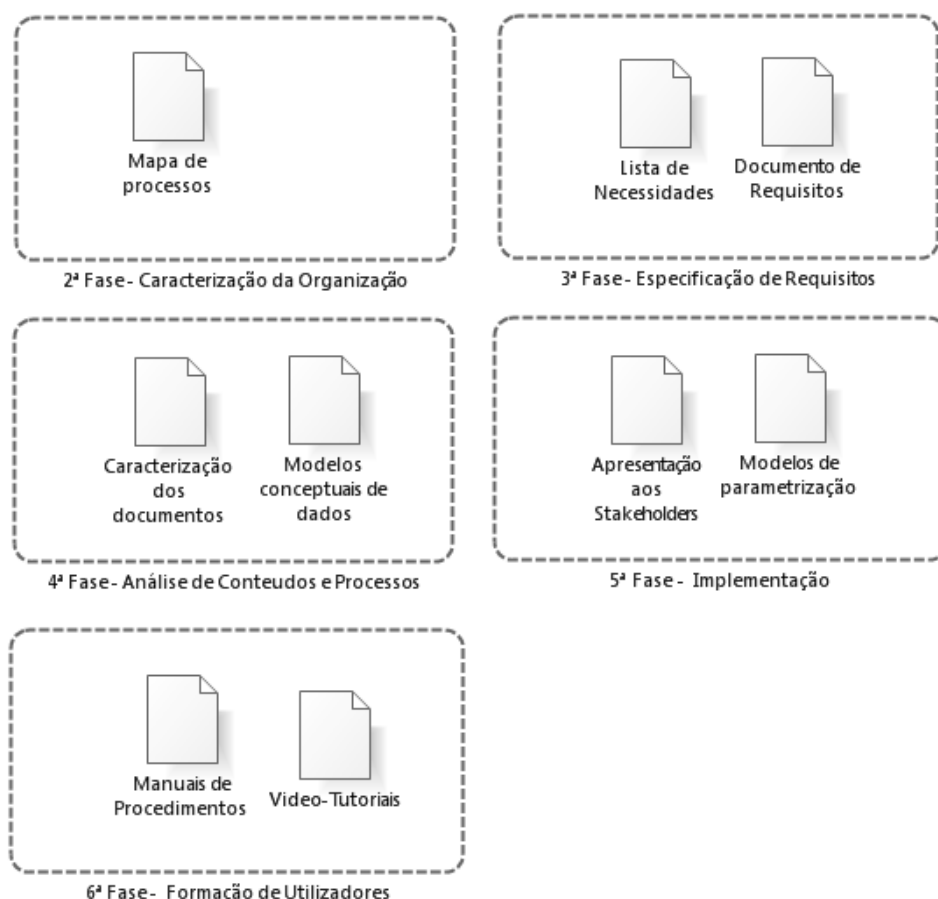 Mapa de
processos
2ª Fase - Caracterização da Organização
Lista de
Necessidades
Documento de
Requisitos
3ª Fase - Especificação de Requisitos
Caracterização
dos
documentos
Modelos
conceptuais de
dados
4ª Fase - Análise de Conteudos e Processos
Apresentação
aos
Stakeholders
Modelos de
parametrização
5ª Fase - Implementação
Manuais de
Procedimentos
Video-Tutoriais
6ª Fase - Formação de Utilizadores